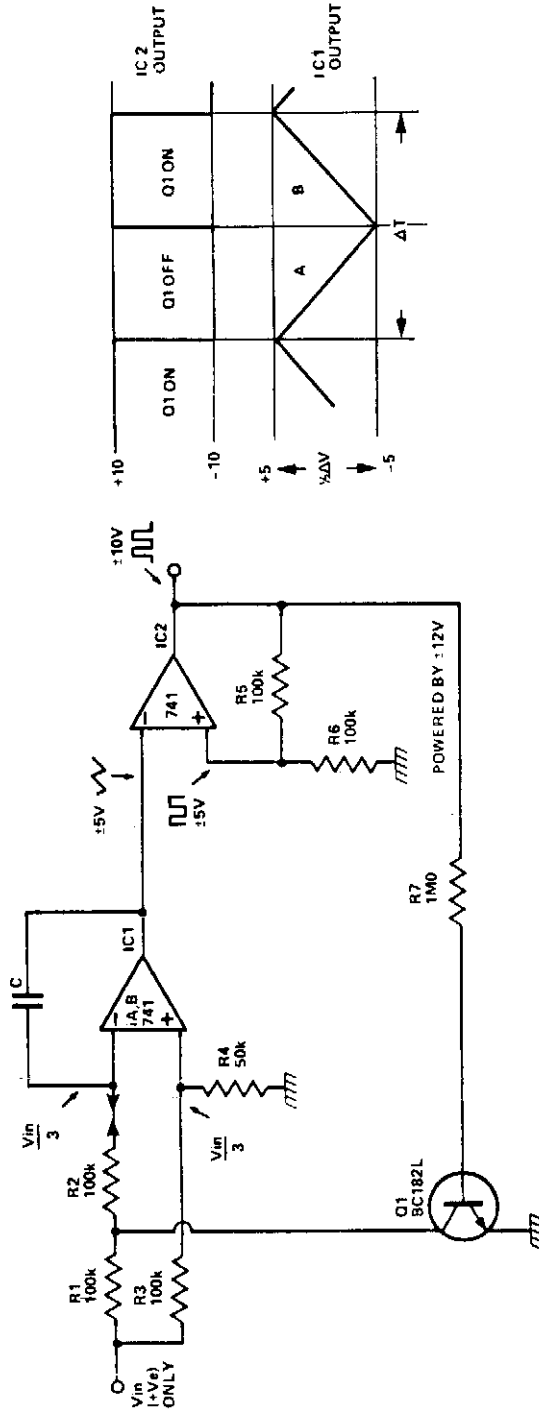 Vin
(+Ve)
ONLY
R1
100k
R2
100k
R3
100k
Vin
3
C
IC1
iA,B
741
−
+
Vin
3
R4
50k
±5V
±5V
IC2
741
−
+
±10V
R5
100k
R6
100k
POWERED BY ±12V
R7
1M0
Q1
BC182L
+10
-10
Q1 ON
Q1 OFF
Q1 ON
IC2
OUTPUT
+5
½ΔV
-5
A
B
ΔT
IC1
OUTPUT